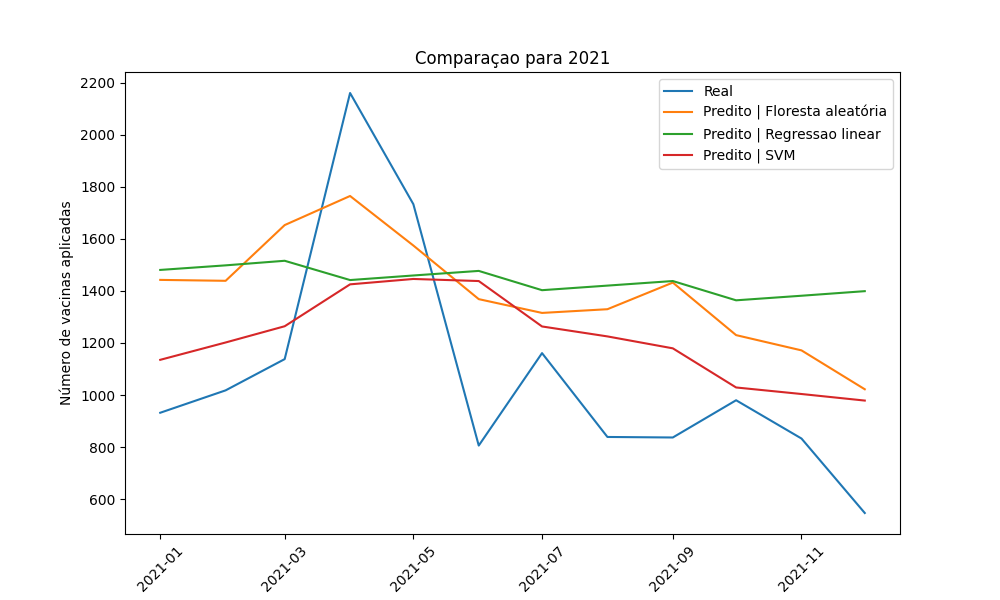 Comparaçao para 2021
Real
Predito | Floresta aleatória
Predito | Regressao linear
Predito | SVM
Número de vacinas aplicadas
2200
2000
1800
1600
1400
1200
1000
800
600
2021-01
2021-03
2021-05
2021-07
2021-09
2021-11